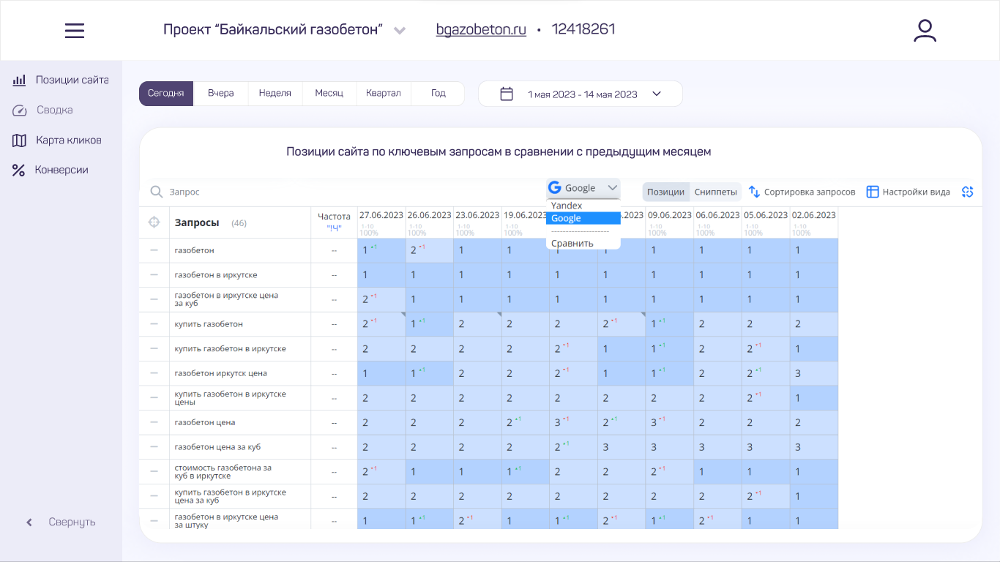 Проект “Байкальский газобетон” bgazobeton.ru • 12418261
Позиции сайта
Сводка
Карта кликов
Конверсии
Свернуть
Сегодня Вчера Неделя Месяц Квартал Год 1 мая 2023 - 14 мая 2023
Позиции сайта по ключевым запросам в сравнении с предыдущим месяцем
Запрос Google Позиции Сниппеты Сортировка запросов Настройки вида
Yandex
Google
--------------------
Сравнить
Запросы (46) Частота "!Ч" 27.06.2023 26.06.2023 23.06.2023 19.06.2023 09.06.2023 06.06.2023 05.06.2023 02.06.2023
1-10 1-10 1-10 1-10 1-10 1-10 1-10 1-10
100% 100% 100% 100% 100% 100% 100% 100%
газобетон -- 1 +1 2 -1 1 1 1 1 1 1 1 1
газобетон в иркутске -- 1 1 1 1 1 1 1 1 1 1
газобетон в иркутске цена
за куб -- 2 -1 1 1 1 1 1 1 1 1 1
купить газобетон -- 2 -1 1 +1 2 2 2 2 -1 1 +1 2 2 2
купить газобетон в иркутске -- 2 2 2 2 2 -1 1 1 +1 2 2 -1 1
газобетон иркутск цена -- 1 1 +1 2 2 2 -1 1 1 +1 2 2 +1 3
купить газобетон в иркутске
цены -- 2 2 2 2 2 2 2 2 2 -1 1
газобетон цена -- 2 2 2 2 +1 3 -1 2 +1 3 -1 2 2 2
газобетон цена за куб -- 2 2 2 2 2 +1 3 3 3 3 3
стоимость газобетона за
куб в иркутске -- 2 -1 1 1 1 +1 2 2 2 -1 1 1 1
купить газобетон в иркутске
цена за куб -- 2 2 2 2 2 2 2 2 2 -1 1
газобетон в иркутске цена
за штуку -- 1 1 +1 2 -1 1 1 +1 2 -1 1 +1 2 -1 1 1